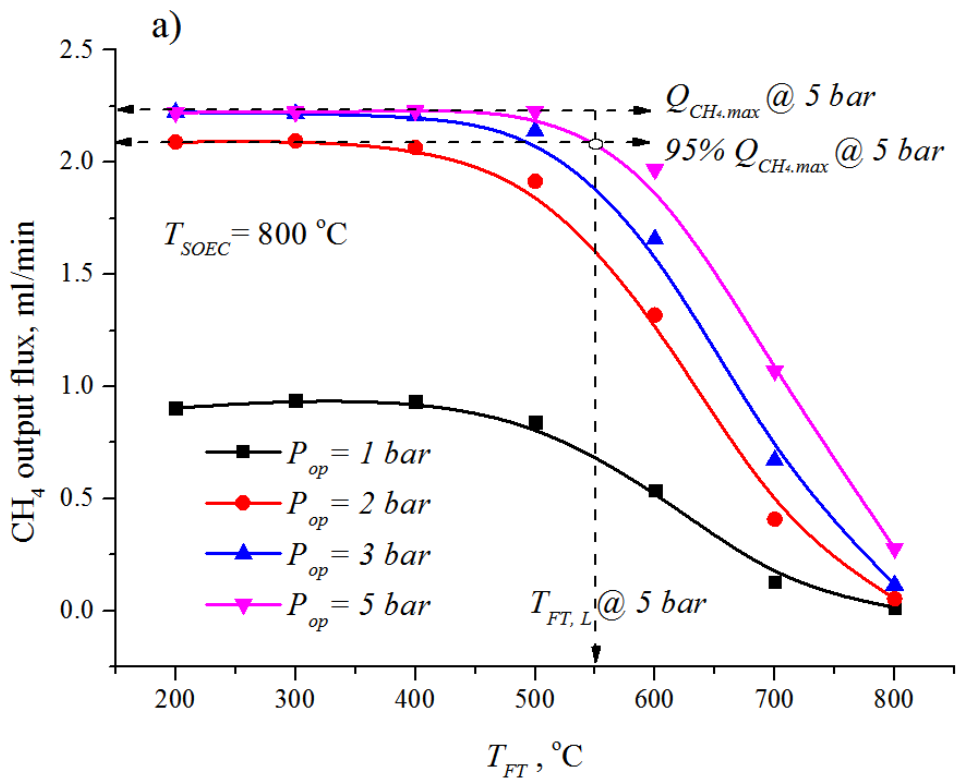 a)
2.5
2.0
1.5
1.0
0.5
0.0
CH₄ output flux, ml/min
Q_CH₄.max @ 5 bar
95% Q_CH₄.max @ 5 bar
T_SOEC = 800 °C
P_op = 1 bar
P_op = 2 bar
P_op = 3 bar
P_op = 5 bar
T_FT, L @ 5 bar
200 300 400 500 600 700 800
T_FT , °C